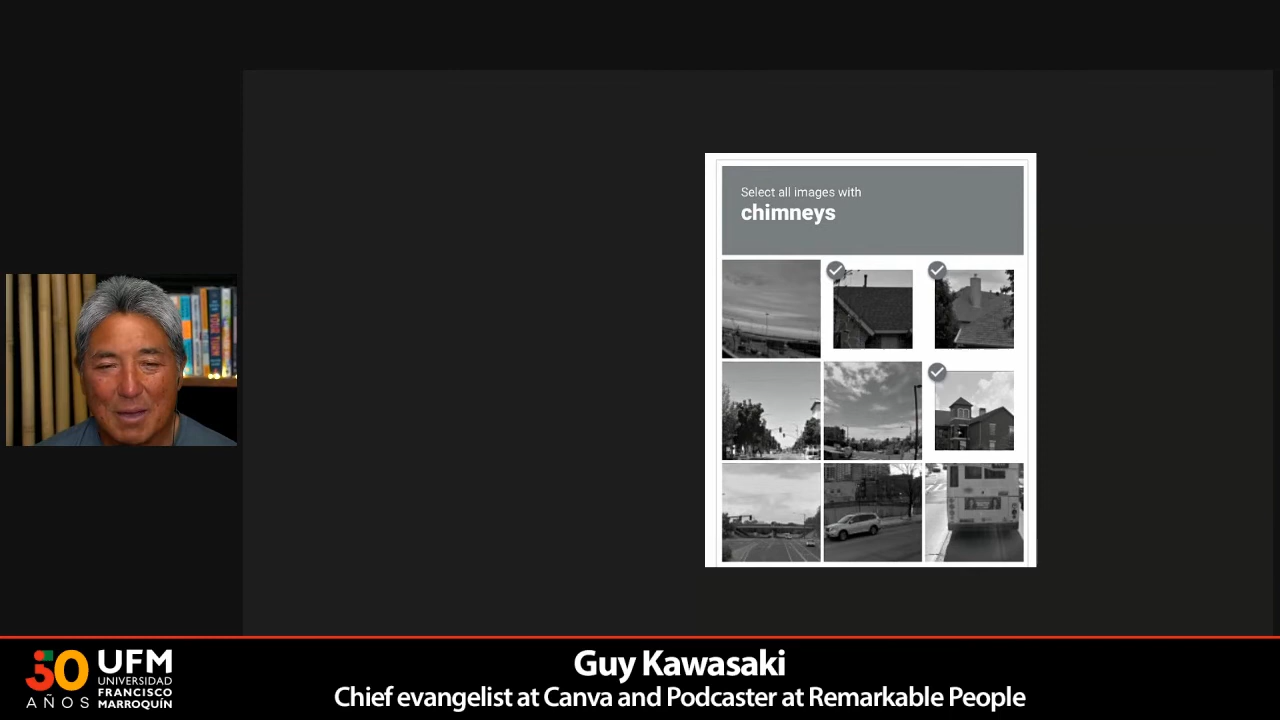 Select all images with
chimneys
50
AÑOS
UFM
UNIVERSIDAD
FRANCISCO
MARROQUÍN
Guy Kawasaki
Chief evangelist at Canva and Podcaster at Remarkable People